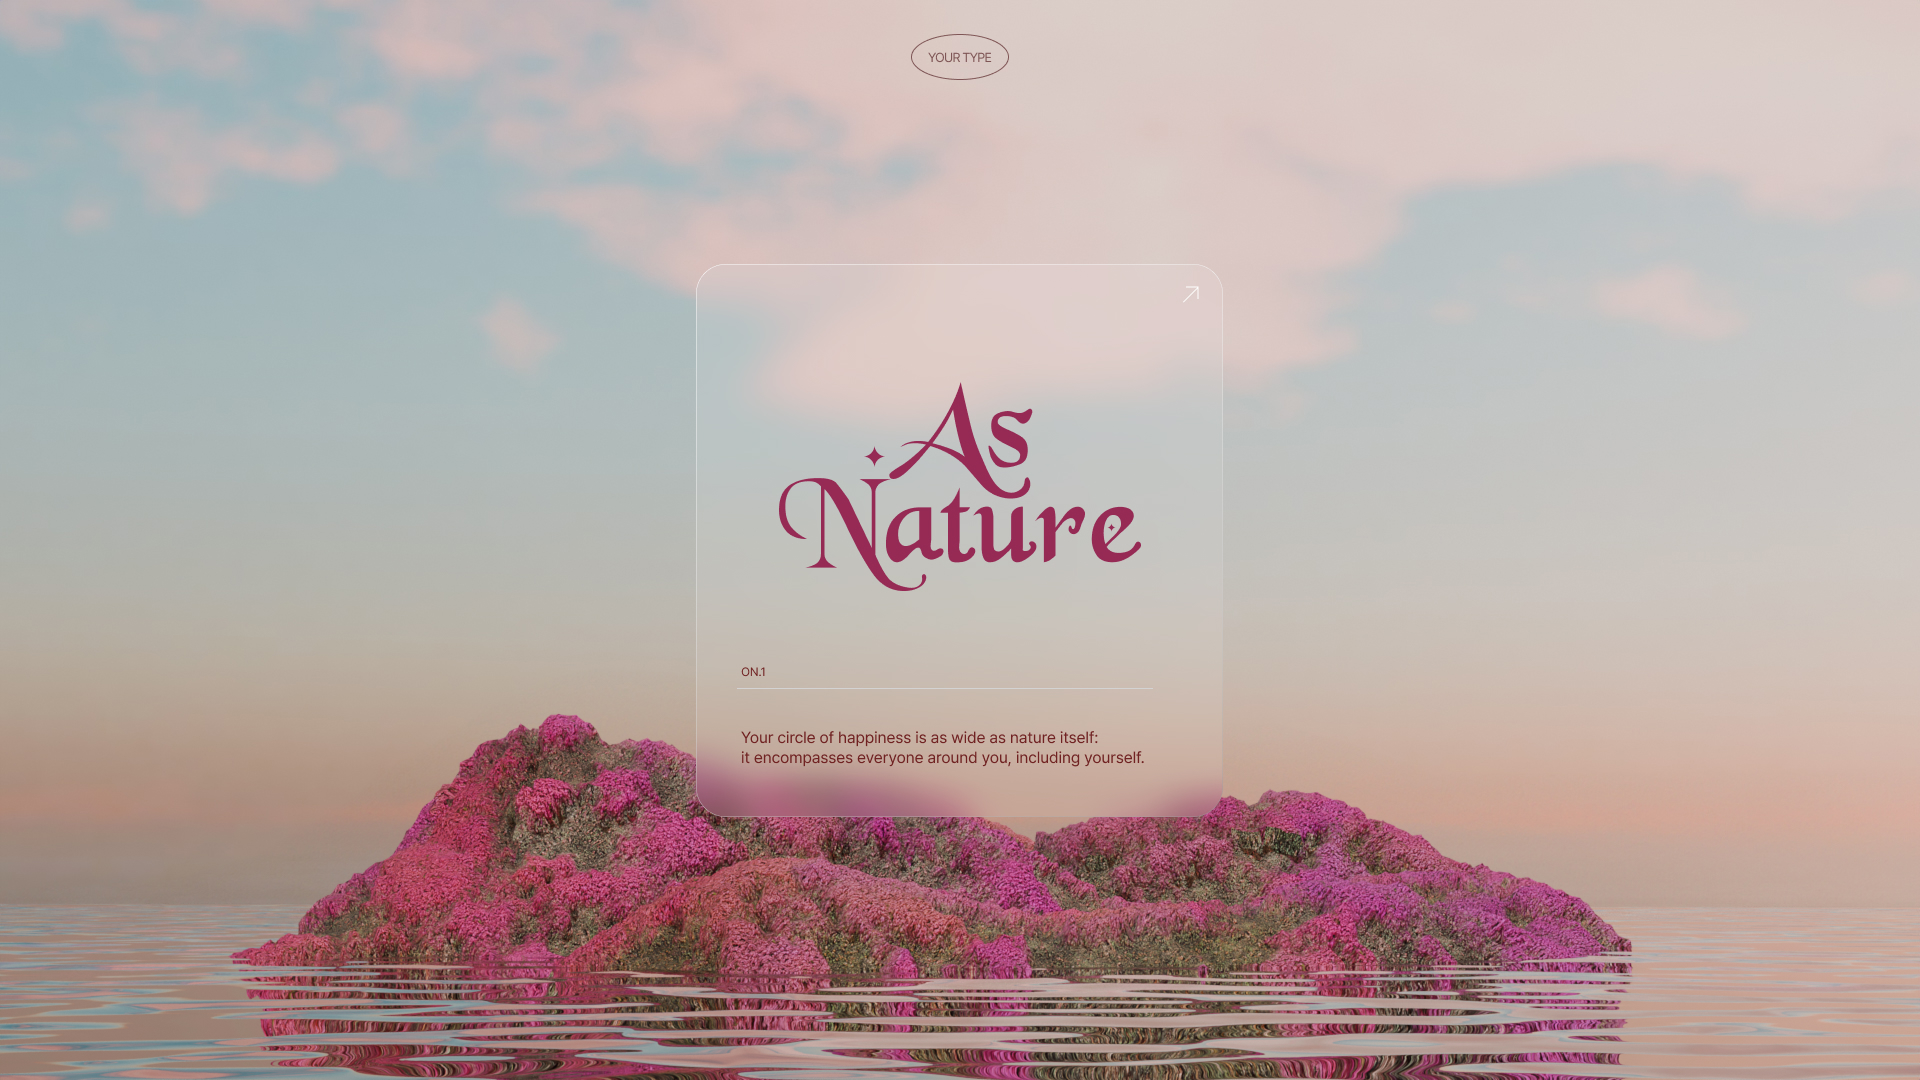 YOUR TYPE
As
Nature
ON.1
Your circle of happiness is as wide as nature itself:
it encompasses everyone around you, including yourself.